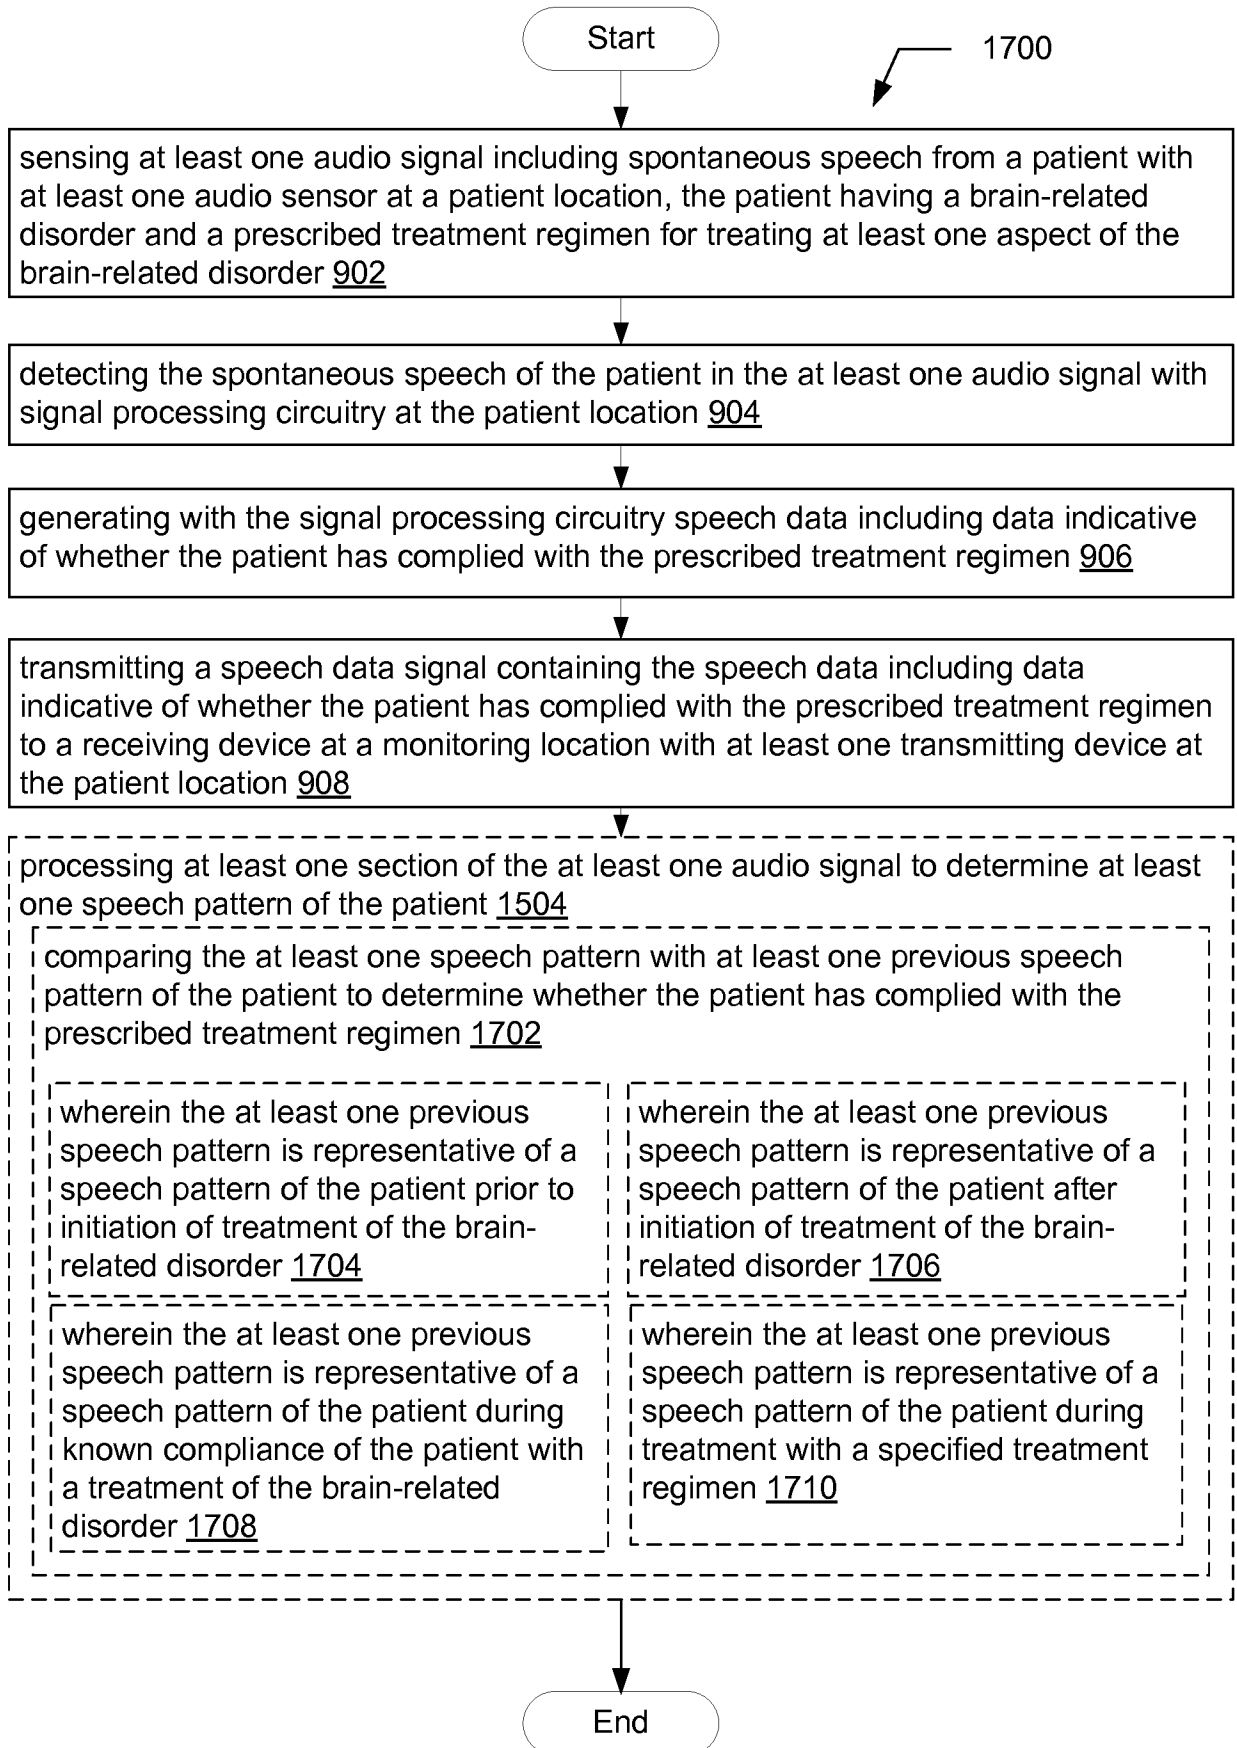 Start
1700
sensing at least one audio signal including spontaneous speech from a patient with
at least one audio sensor at a patient location, the patient having a brain-related
disorder and a prescribed treatment regimen for treating at least one aspect of the
brain-related disorder 902
detecting the spontaneous speech of the patient in the at least one audio signal with
signal processing circuitry at the patient location 904
generating with the signal processing circuitry speech data including data indicative
of whether the patient has complied with the prescribed treatment regimen 906
transmitting a speech data signal containing the speech data including data
indicative of whether the patient has complied with the prescribed treatment regimen
to a receiving device at a monitoring location with at least one transmitting device at
the patient location 908
processing at least one section of the at least one audio signal to determine at least
one speech pattern of the patient 1504
comparing the at least one speech pattern with at least one previous speech
pattern of the patient to determine whether the patient has complied with the
prescribed treatment regimen 1702
wherein the at least one previous
speech pattern is representative of a
speech pattern of the patient prior to
initiation of treatment of the brain-
related disorder 1704
wherein the at least one previous
speech pattern is representative of a
speech pattern of the patient after
initiation of treatment of the brain-
related disorder 1706
wherein the at least one previous
speech pattern is representative of a
speech pattern of the patient during
known compliance of the patient with
a treatment of the brain-related
disorder 1708
wherein the at least one previous
speech pattern is representative of a
speech pattern of the patient during
treatment with a specified treatment
regimen 1710
End